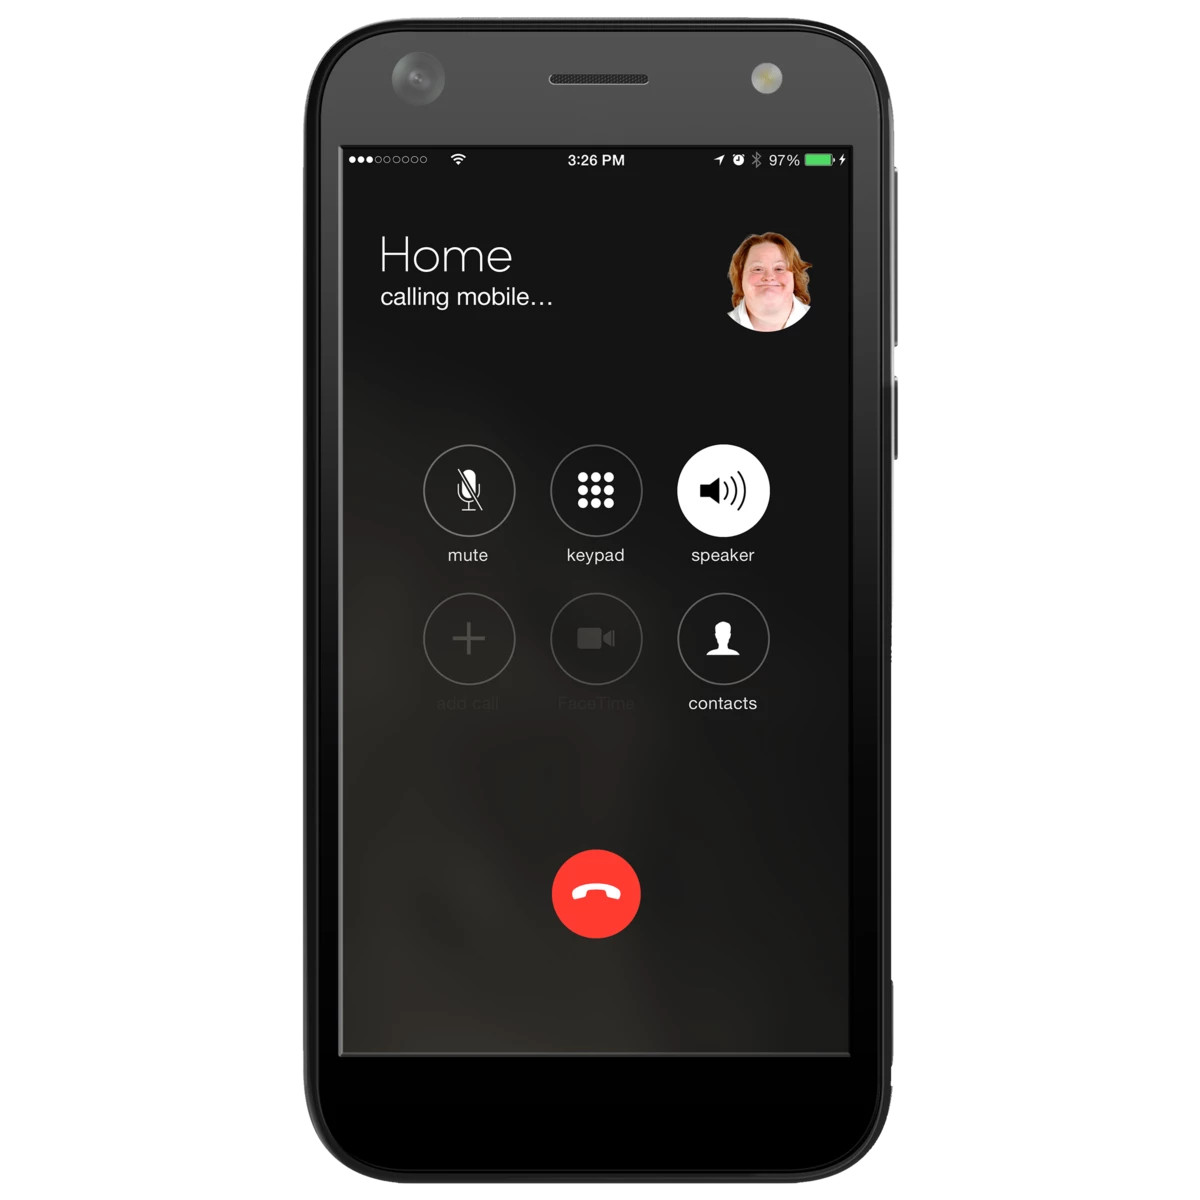 3:26 PM
97%
Home
calling mobile...
mute
keypad
speaker
add call
FaceTime
contacts